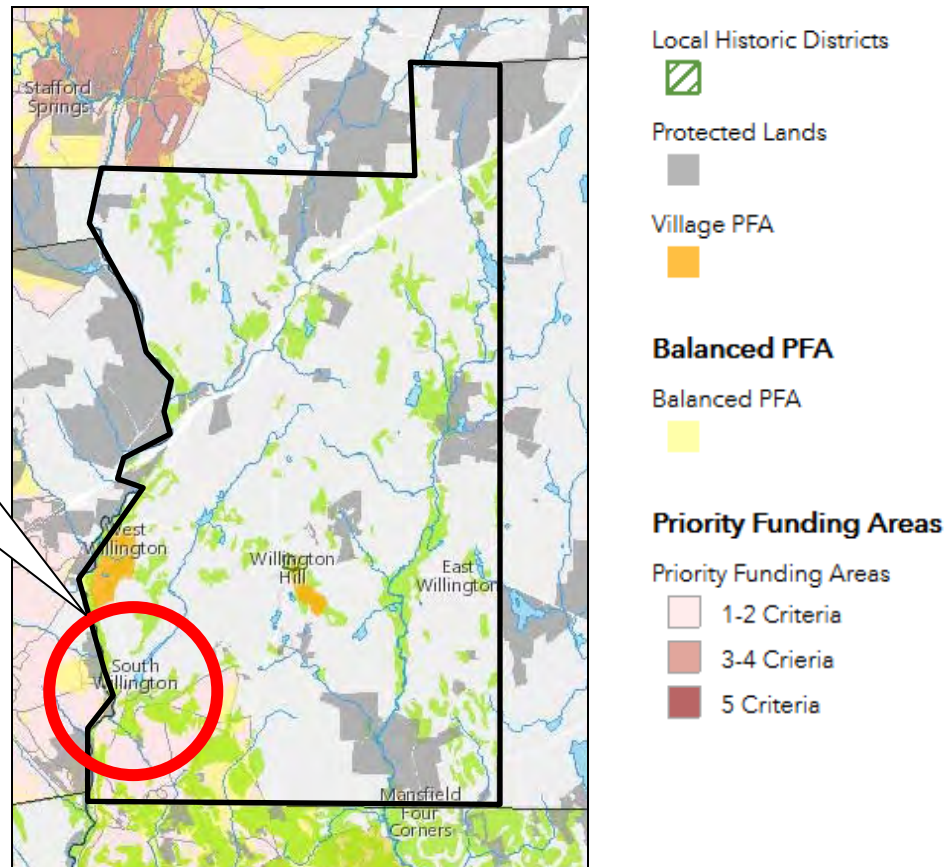 Stafford
Springs
West
Willington
Willington
Hill
East
Willington
South
Willington
Mansfield
Four
Corners
Local Historic Districts
Protected Lands
Village PFA
Balanced PFA
Balanced PFA
Priority Funding Areas
Priority Funding Areas
1-2 Criteria
3-4 Crieria
5 Criteria